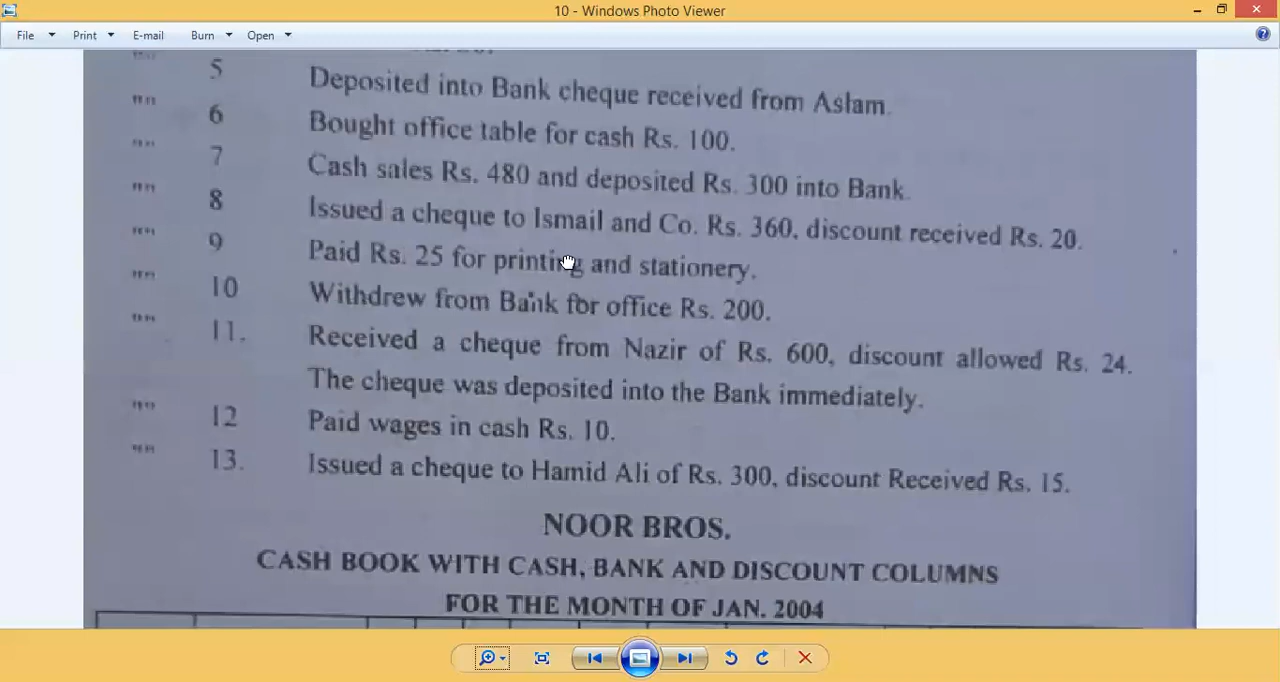 10 - Windows Photo Viewer
File Print E-mail Burn Open
"" 5 Deposited into Bank cheque received from Aslam.
"" 6 Bought office table for cash Rs. 100.
"" 7 Cash sales Rs. 480 and deposited Rs. 300 into Bank.
"" 8 Issued a cheque to Ismail and Co. Rs. 360, discount received Rs. 20.
"" 9 Paid Rs. 25 for printing and stationery.
"" 10 Withdrew from Bank for office Rs. 200.
"" 11. Received a cheque from Nazir of Rs. 600, discount allowed Rs. 24.
The cheque was deposited into the Bank immediately.
"" 12 Paid wages in cash Rs. 10.
"" 13. Issued a cheque to Hamid Ali of Rs. 300, discount Received Rs. 15.
NOOR BROS.
CASH BOOK WITH CASH, BANK AND DISCOUNT COLUMNS
FOR THE MONTH OF JAN. 2004